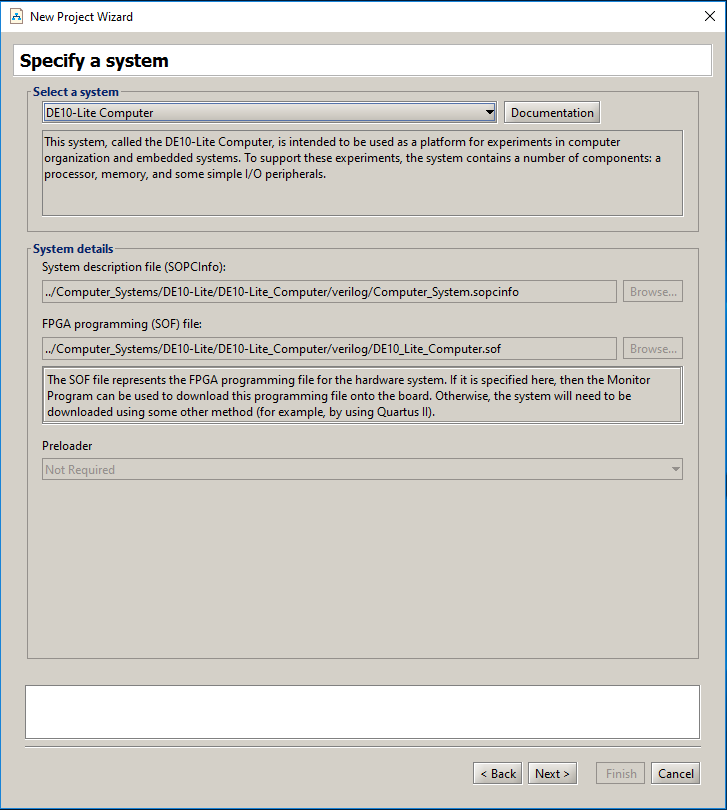 New Project Wizard
Specify a system
Select a system
DE10-Lite Computer
Documentation
This system, called the DE10-Lite Computer, is intended to be used as a platform for experiments in computer
organization and embedded systems. To support these experiments, the system contains a number of components: a
processor, memory, and some simple I/O peripherals.
System details
System description file (SOPCInfo):
../Computer_Systems/DE10-Lite/DE10-Lite_Computer/verilog/Computer_System.sopcinfo
Browse...
FPGA programming (SOF) file:
../Computer_Systems/DE10-Lite/DE10-Lite_Computer/verilog/DE10_Lite_Computer.sof
Browse...
The SOF file represents the FPGA programming file for the hardware system. If it is specified here, then the Monitor
Program can be used to download this programming file onto the board. Otherwise, the system will need to be
downloaded using some other method (for example, by using Quartus II).
Preloader
Not Required
< Back
Next >
Finish
Cancel